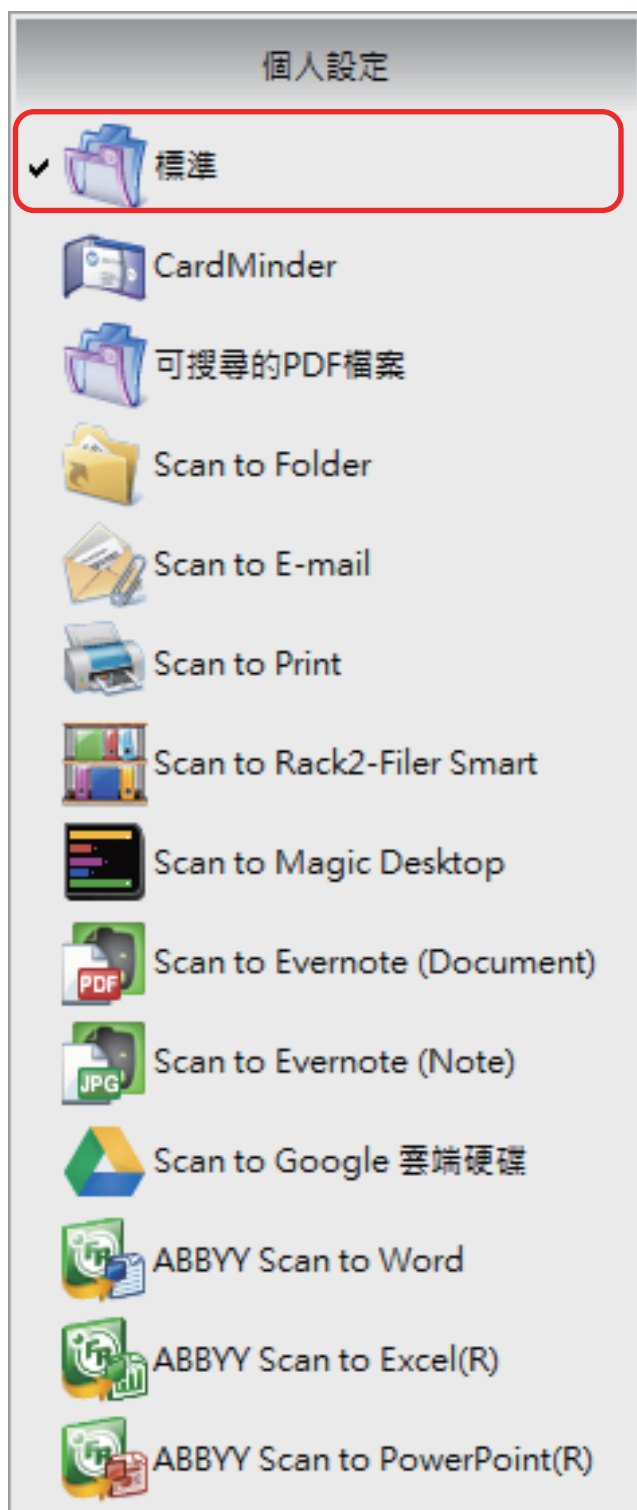 個人設定
標準
CardMinder
可搜尋的PDF檔案
Scan to Folder
Scan to E-mail
Scan to Print
Scan to Rack2-Filer Smart
Scan to Magic Desktop
PDF
Scan to Evernote (Document)
JPG
Scan to Evernote (Note)
Scan to Google 雲端硬碟
ABBYY Scan to Word
ABBYY Scan to Excel(R)
ABBYY Scan to PowerPoint(R)